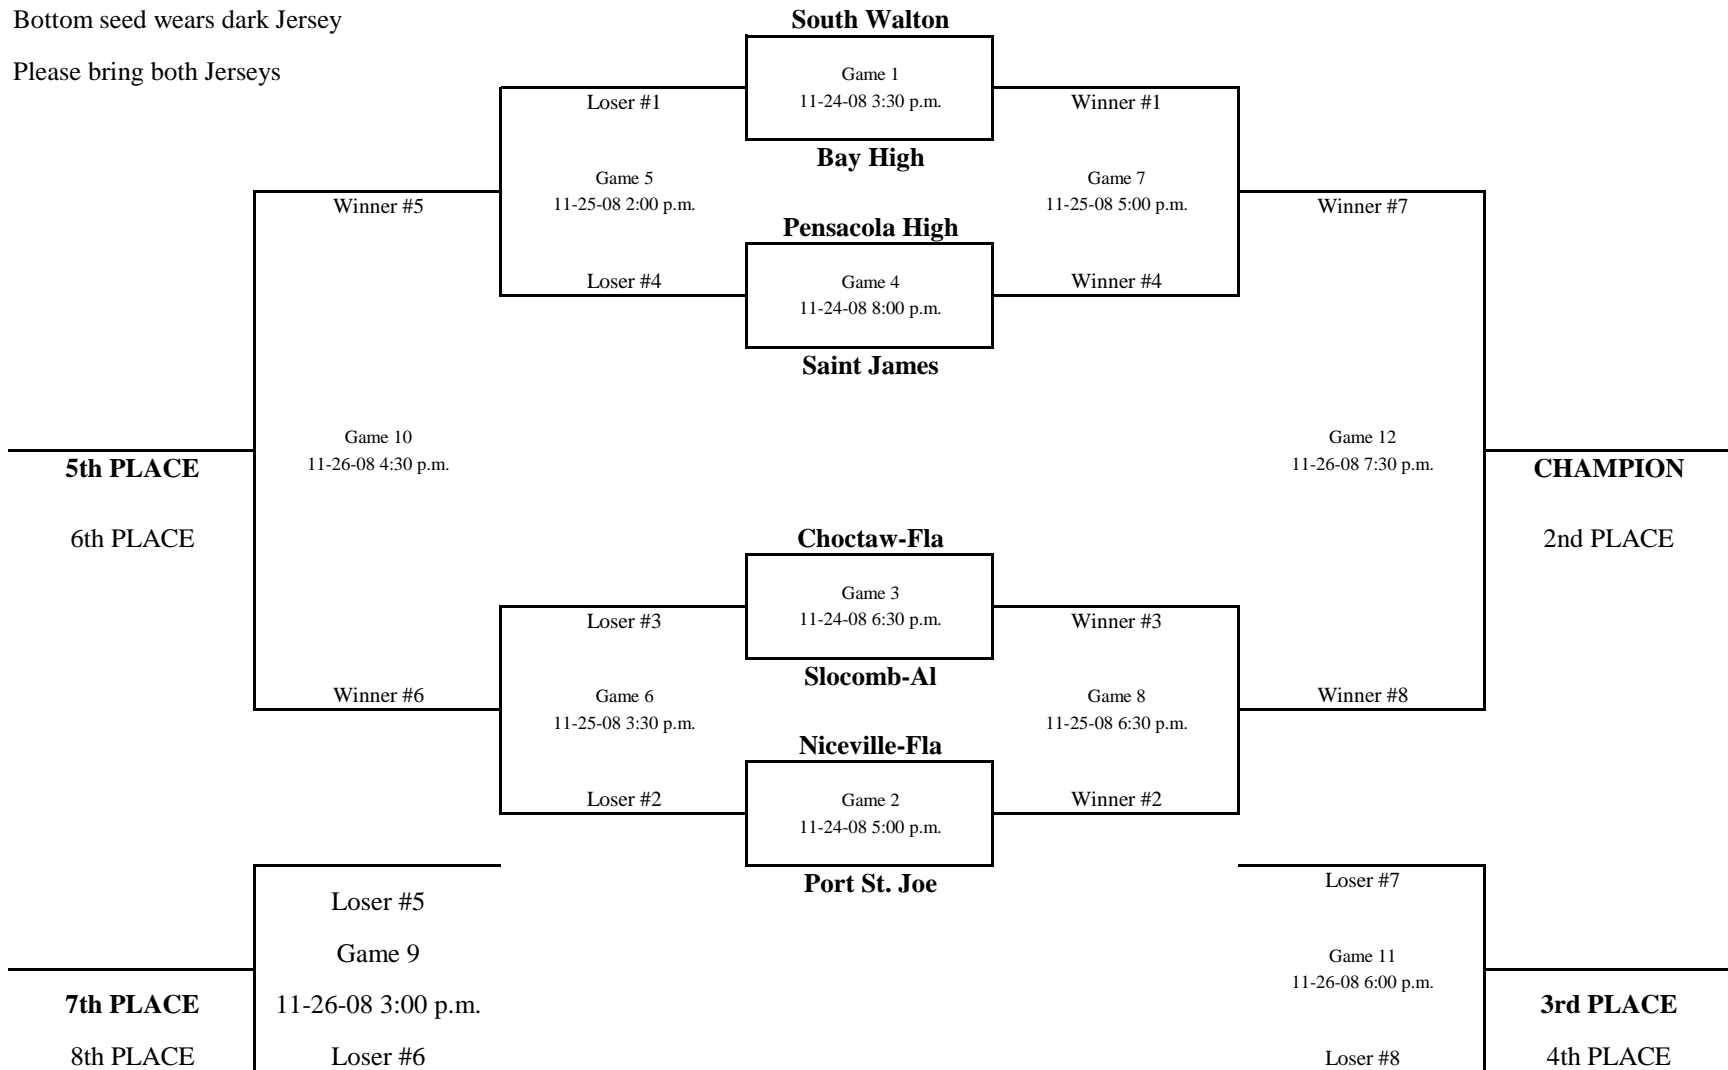 Bottom seed wears dark Jersey
South Walton
Please bring both Jerseys
Game 1
11-24-08 3:30 p.m.
Loser #1
Winner #1
Bay High
Game 5
11-25-08 2:00 p.m.
Game 7
11-25-08 5:00 p.m.
Winner #5
Winner #7
Pensacola High
Loser #4
Game 4
11-24-08 8:00 p.m.
Winner #4
Saint James
Game 10
11-26-08 4:30 p.m.
Game 12
11-26-08 7:30 p.m.
5th PLACE
CHAMPION
6th PLACE
2nd PLACE
Choctaw-Fla
Game 3
11-24-08 6:30 p.m.
Loser #3
Winner #3
Slocomb-Al
Winner #6
Game 6
11-25-08 3:30 p.m.
Game 8
11-25-08 6:30 p.m.
Winner #8
Niceville-Fla
Loser #2
Game 2
11-24-08 5:00 p.m.
Winner #2
Port St. Joe
Loser #5
Loser #7
Game 9
11-26-08 3:00 p.m.
Game 11
11-26-08 6:00 p.m.
7th PLACE
3rd PLACE
8th PLACE
Loser #6
Loser #8
4th PLACE